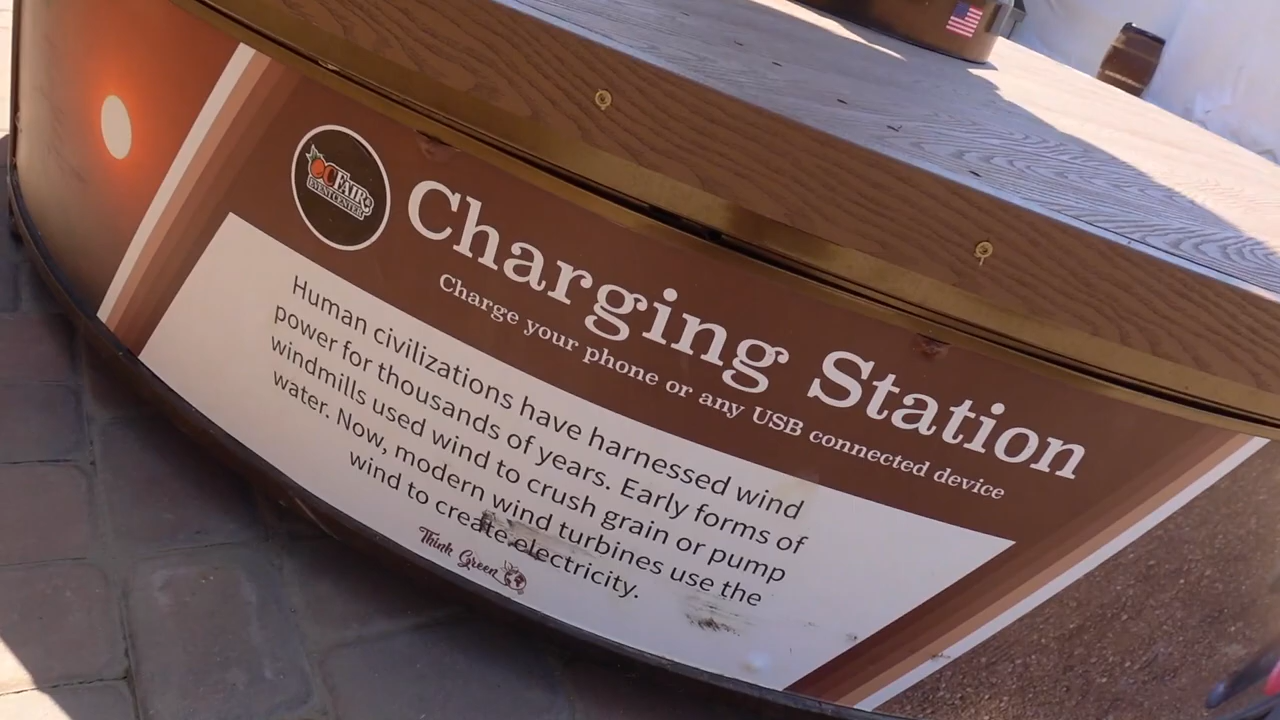 OC FAIR &
EVENT CENTER
Charging Station
Charge your phone or any USB connected device
Human civilizations have harnessed wind
power for thousands of years. Early forms of
windmills used wind to crush grain or pump
water. Now, modern wind turbines use the
wind to create electricity.
Think Green